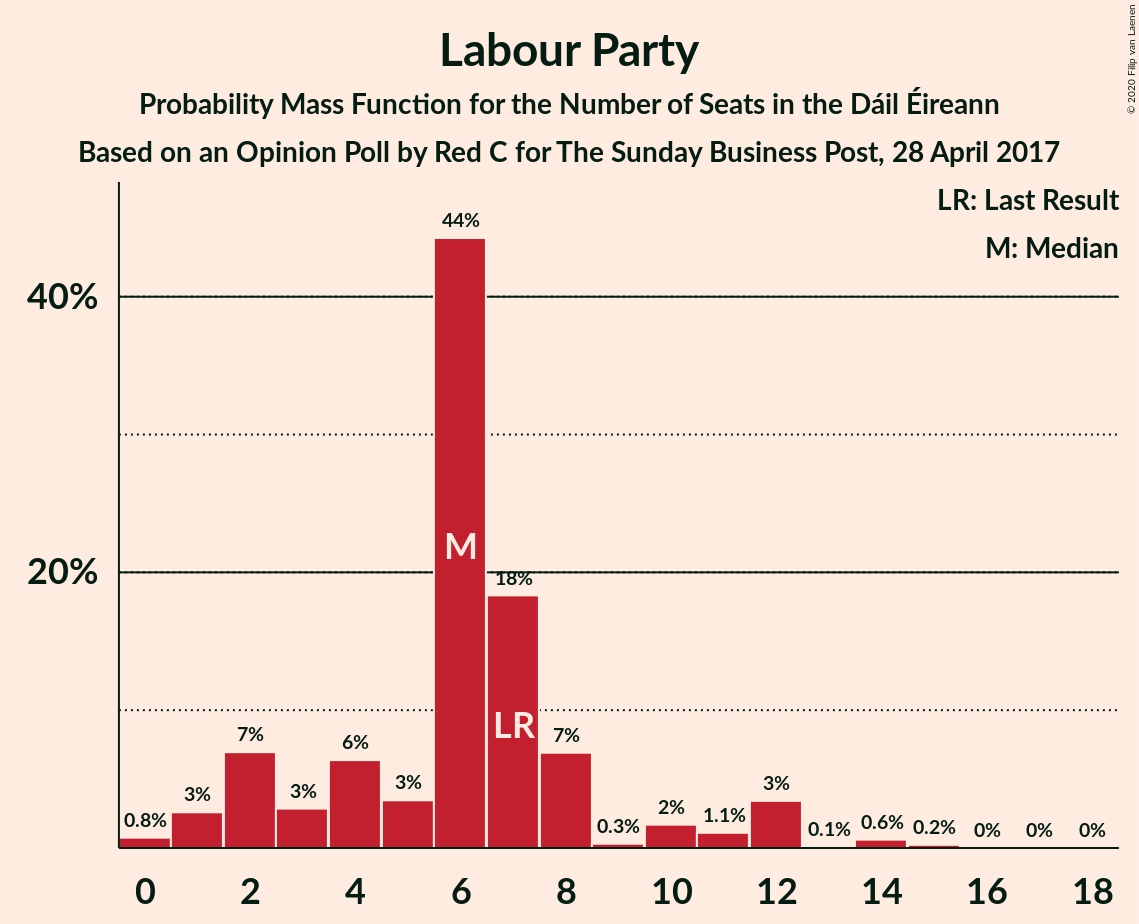 Labour Party
Probability Mass Function for the Number of Seats in the Dáil Éireann
Based on an Opinion Poll by Red C for The Sunday Business Post, 28 April 2017
© 2020 Filip van Laenen
LR: Last Result
M: Median
40%
20%
0.8%
3%
7%
3%
6%
3%
44%
M
18%
LR
7%
0.3%
2%
1.1%
3%
0.1%
0.6%
0.2%
0%
0%
0%
0 2 4 6 8 10 12 14 16 18